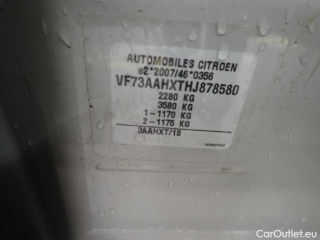 AUTOMOBILES CITROEN
e2*2007/46*0356
VF73AAHXTHJ878580
2280 KG
3580 KG
1-1170 KG
2-1175 KG
3AAHXT/1S
CarOutlet.eu